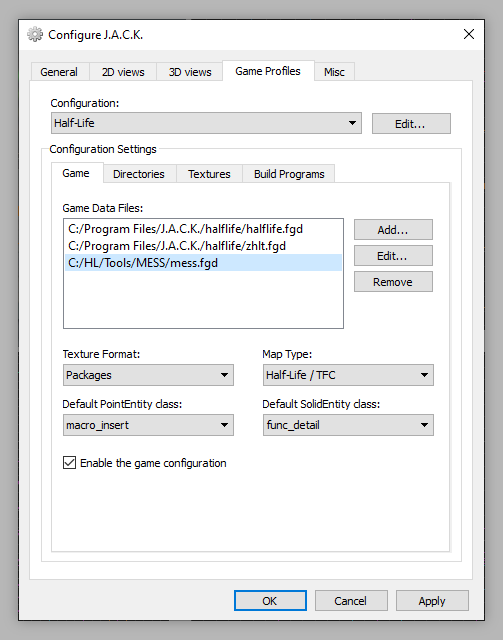 Configure J.A.C.K.
General 2D views 3D views Game Profiles Misc
Configuration:
Half-Life Edit...
Configuration Settings
Game Directories Textures Build Programs
Game Data Files:
C:/Program Files/J.A.C.K./halflife/halflife.fgd
C:/Program Files/J.A.C.K./halflife/zhlt.fgd
C:/HL/Tools/MESS/mess.fgd
Add...
Edit...
Remove
Texture Format: Map Type:
Packages Half-Life / TFC
Default PointEntity class: Default SolidEntity class:
macro_insert func_detail
Enable the game configuration
OK Cancel Apply